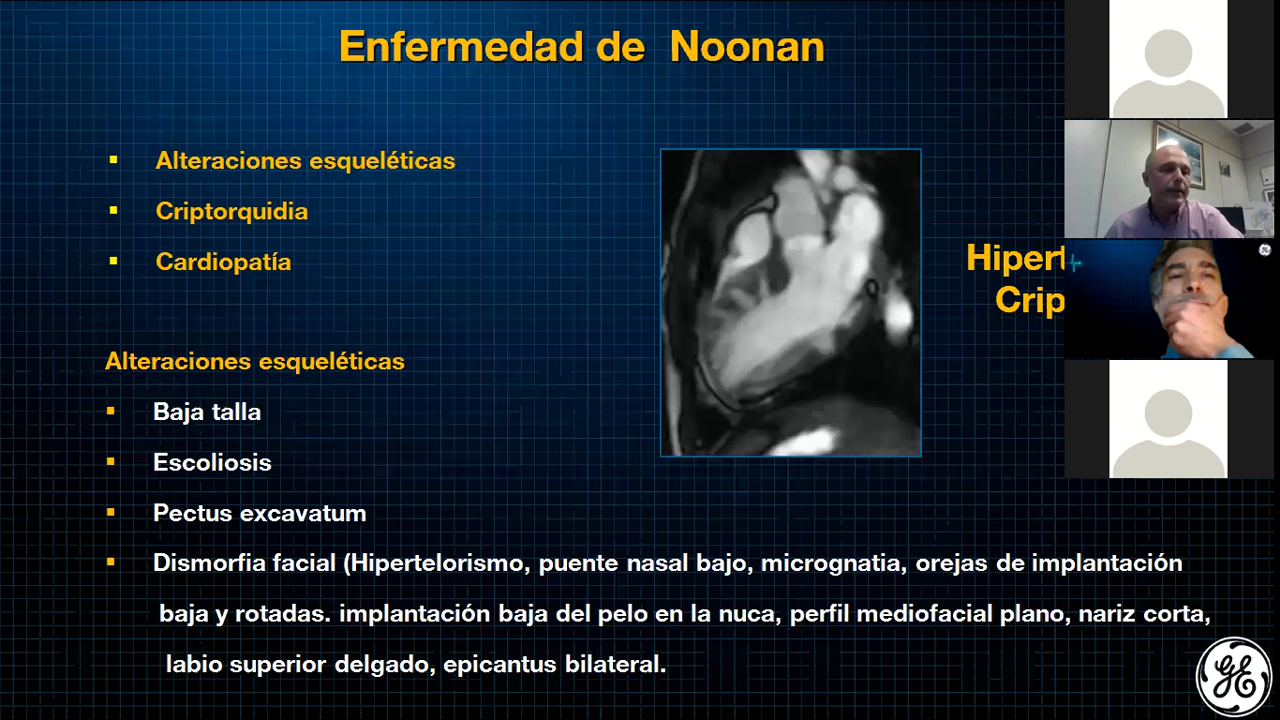 Enfermedad de Noonan
Alteraciones esqueléticas
Criptorquidia
Cardiopatía
Alteraciones esqueléticas
Baja talla
Escoliosis
Pectus excavatum
Dismorfia facial (Hipertelorismo, puente nasal bajo, micrognatia, orejas de implantación
baja y rotadas. implantación baja del pelo en la nuca, perfil mediofacial plano, nariz corta,
labio superior delgado, epicantus bilateral.
Hipert
Crip
GE